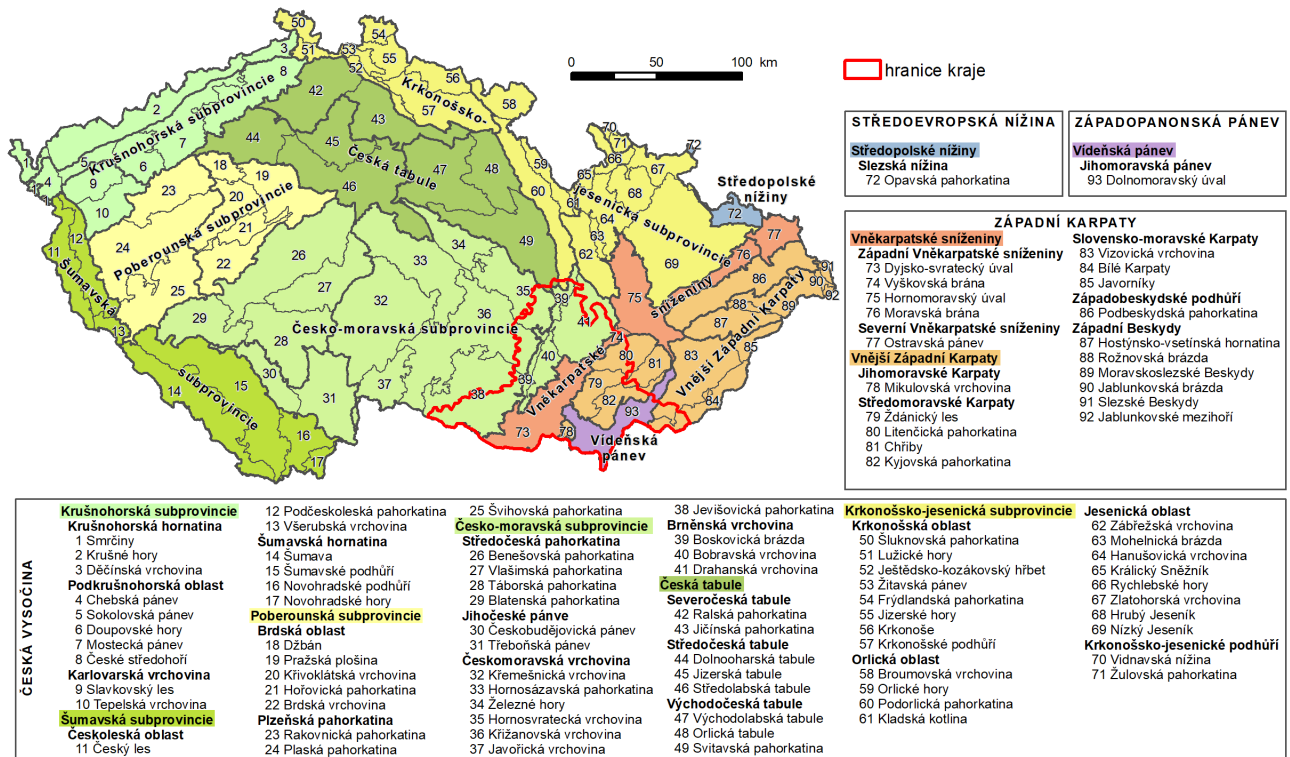 0 50 100 km
hranice kraje
STŘEDOEVROPSKÁ NÍŽINA
Středopolské nížiny
Slezská nížina
72 Opavská pahorkatina
ZÁPADOPANONSKÁ PÁNEV
Vídeňská pánev
Jihomoravská pánev
93 Dolnomoravský úval
Krušnohorská subprovincie
Krkonošsko-
jesenická subprovincie
Česká tabule
Poberounská subprovincie
Šumavská
subprovincie
Česko-moravská subprovincie
Středopolské
nížiny
Vněkarpatské
sníženiny
Vnější Západní Karpaty
Vídeňská
pánev
ZÁPADNÍ KARPATY
Vněkarpatské sníženiny
Západní Vněkarpatské sníženiny
73 Dyjsko-svratecký úval
74 Vyškovská brána
75 Hornomoravský úval
76 Moravská brána
Severní Vněkarpatské sníženiny
77 Ostravská pánev
Vnější Západní Karpaty
Jihomoravské Karpaty
78 Mikulovská vrchovina
Středomoravské Karpaty
79 Ždánický les
80 Litenčická pahorkatina
81 Chřiby
82 Kyjovská pahorkatina
Slovensko-moravské Karpaty
83 Vizovická vrchovina
84 Bílé Karpaty
85 Javorníky
Západobeskydské podhůří
86 Podbeskydská pahorkatina
Západní Beskydy
87 Hostýnsko-vsetínská hornatina
88 Rožnovská brázda
89 Moravskoslezské Beskydy
90 Jablunkovská brázda
91 Slezské Beskydy
92 Jablunkovské mezihoří
ČESKÁ VYSOČINA
Krušnohorská subprovincie
Krušnohorská hornatina
1 Smrčiny
2 Krušné hory
3 Děčínská vrchovina
Podkrušnohorská oblast
4 Chebská pánev
5 Sokolovská pánev
6 Doupovské hory
7 Mostecká pánev
8 České středohoří
Karlovarská vrchovina
9 Slavkovský les
10 Tepelská vrchovina
Šumavská subprovincie
Českoleská oblast
11 Český les
12 Podčeskoleská pahorkatina
13 Všerubská vrchovina
Šumavská hornatina
14 Šumava
15 Šumavské podhůří
16 Novohradské podhůří
17 Novohradské hory
Poberounská subprovincie
Brdská oblast
18 Džbán
19 Pražská plošina
20 Křivoklátská vrchovina
21 Hořovická pahorkatina
22 Brdská vrchovina
Plzeňská pahorkatina
23 Rakovnická pahorkatina
24 Plaská pahorkatina
25 Švihovská pahorkatina
Česko-moravská subprovincie
Středočeská pahorkatina
26 Benešovská pahorkatina
27 Vlašimská pahorkatina
28 Táborská pahorkatina
29 Blatenská pahorkatina
Jihočeské pánve
30 Českobudějovická pánev
31 Třeboňská pánev
Českomoravská vrchovina
32 Křemešnická vrchovina
33 Hornosázavská pahorkatina
34 Železné hory
35 Hornosvratecká vrchovina
36 Křižanovská vrchovina
37 Javořická vrchovina
38 Jevišovická pahorkatina
Brněnská vrchovina
39 Boskovická brázda
40 Bobravská vrchovina
41 Drahanská vrchovina
Česká tabule
Severočeská tabule
42 Ralská pahorkatina
43 Jičínská pahorkatina
Středočeská tabule
44 Dolnooharská tabule
45 Jizerská tabule
46 Středolabská tabule
Východočeská tabule
47 Východolabská tabule
48 Orlická tabule
49 Svitavská pahorkatina
Krkonošsko-jesenická subprovincie
Krkonošská oblast
50 Šluknovská pahorkatina
51 Lužické hory
52 Ještědsko-kozákovský hřbet
53 Žitavská pánev
54 Frýdlantská pahorkatina
55 Jizerské hory
56 Krkonoše
57 Krkonošské podhůří
Orlická oblast
58 Broumovská vrchovina
59 Orlické hory
60 Podorlická pahorkatina
61 Kladská kotlina
Jesenická oblast
62 Zábřežská vrchovina
63 Mohelnická brázda
64 Hanušovická vrchovina
65 Králický Sněžník
66 Rychlebské hory
67 Zlatohorská vrchovina
68 Hrubý Jeseník
69 Nízký Jeseník
Krkonošsko-jesenické podhůří
70 Vidnavská nížina
71 Žulovská pahorkatina